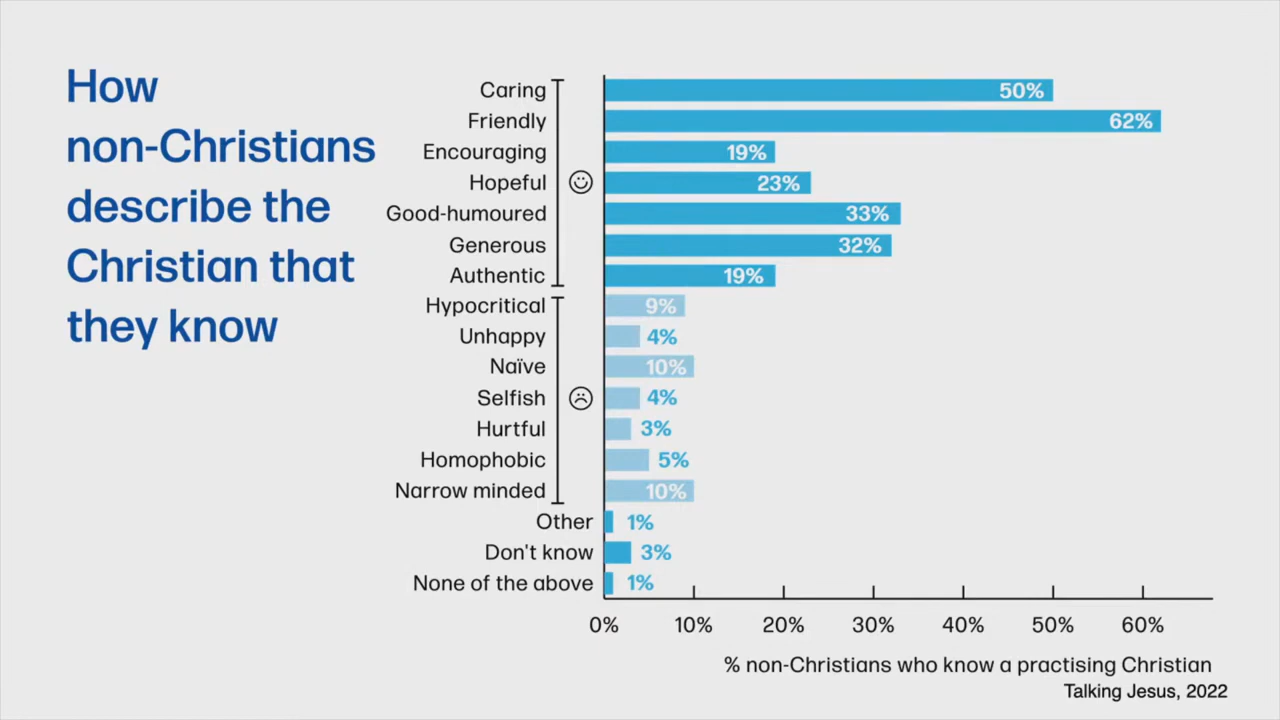 How
non-Christians
describe the
Christian that
they know
Caring 50%
Friendly 62%
Encouraging 19%
Hopeful 23%
Good-humoured 33%
Generous 32%
Authentic 19%
Hypocritical 9%
Unhappy 4%
Naïve 10%
Selfish 4%
Hurtful 3%
Homophobic 5%
Narrow minded 10%
Other 1%
Don't know 3%
None of the above 1%
0% 10% 20% 30% 40% 50% 60%
% non-Christians who know a practising Christian
Talking Jesus, 2022